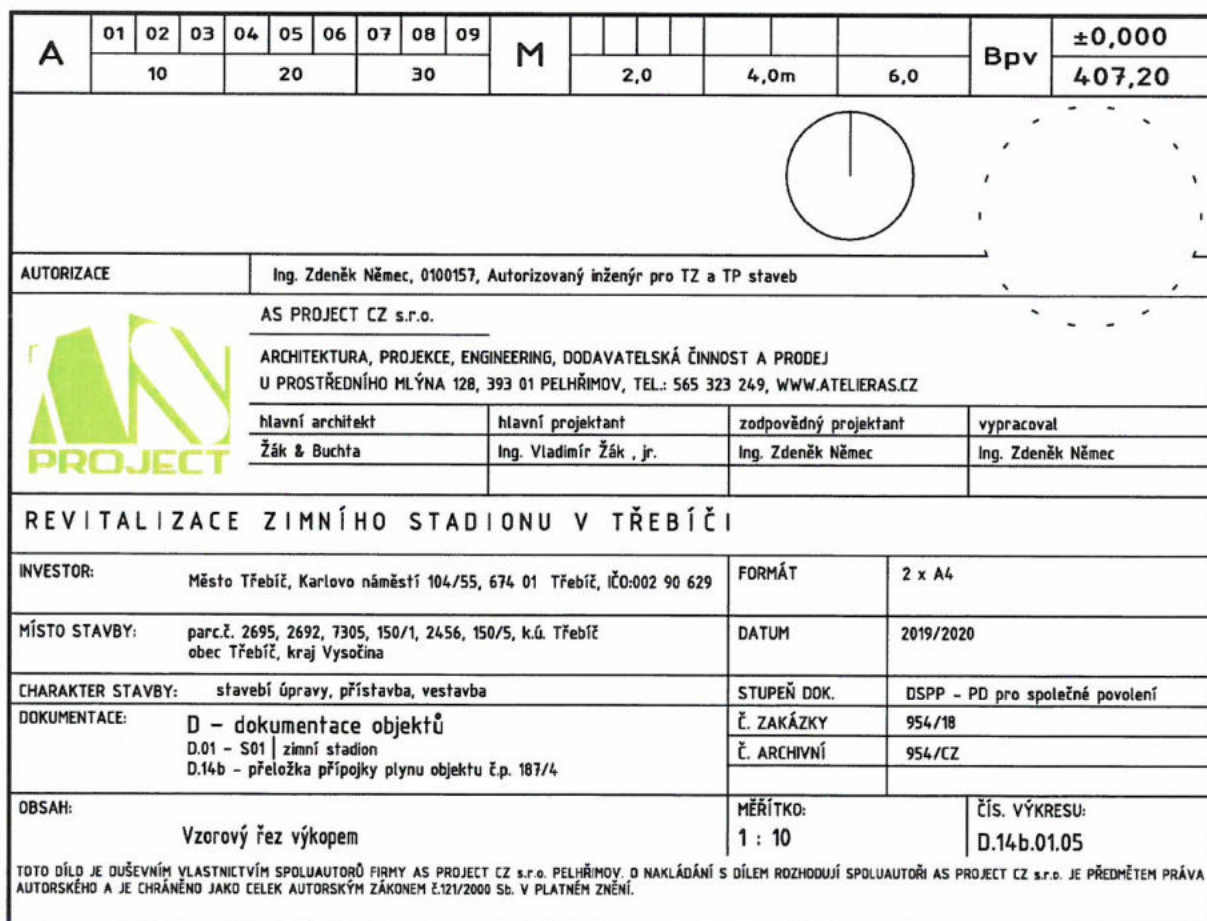 A 01 02 03 04 05 06 07 08 09 M Bpv ±0,000
10 20 30 2,0 4,0m 6,0 407,20
AUTORIZACE Ing. Zdeněk Němec, 0100157, Autorizovaný inženýr pro TZ a TP staveb
AS PROJECT CZ s.r.o.
ARCHITEKTURA, PROJEKCE, ENGINEERING, DODAVATELSKÁ ČINNOST A PRODEJ
U PROSTŘEDNÍHO MLÝNA 128, 393 01 PELHŘIMOV, TEL.: 565 323 249, WWW.ATELIERAS.CZ
AS
PROJECT
hlavní architekt hlavní projektant zodpovědný projektant vypracoval
Žák & Buchta Ing. Vladimír Žák , jr. Ing. Zdeněk Němec Ing. Zdeněk Němec
REVITALIZACE ZIMNÍHO STADIONU V TŘEBÍČI
INVESTOR: Město Třebíč, Karlovo náměstí 104/55, 674 01 Třebíč, IČO:002 90 629 FORMÁT 2 x A4
MÍSTO STAVBY: parc.č. 2695, 2692, 7305, 150/1, 2456, 150/5, k.ú. Třebíč DATUM 2019/2020
obec Třebíč, kraj Vysočina
CHARAKTER STAVBY: stavebí úpravy, přístavba, vestavba STUPEŇ DOK. DSPP - PD pro společné povolení
DOKUMENTACE: D – dokumentace objektů Č. ZAKÁZKY 954/18
D.01 – S01 | zimní stadion Č. ARCHIVNÍ 954/CZ
D.14b – přeložka přípojky plynu objektu č.p. 187/4
OBSAH: MĚŘÍTKO: ČÍS. VÝKRESU:
Vzorový řez výkopem 1 : 10 D.14b.01.05
TOTO DÍLO JE DUŠEVNÍM VLASTNICTVÍM SPOLUAUTORŮ FIRMY AS PROJECT CZ s.r.o. PELHŘIMOV. O NAKLÁDÁNÍ S DÍLEM ROZHODUJÍ SPOLUAUTOŘI AS PROJECT CZ s.r.o. JE PŘEDMĚTEM PRÁVA
AUTORSKÉHO A JE CHRÁNĚNO JAKO CELEK AUTORSKÝM ZÁKONEM č.121/2000 Sb. V PLATNÉM ZNĚNÍ.